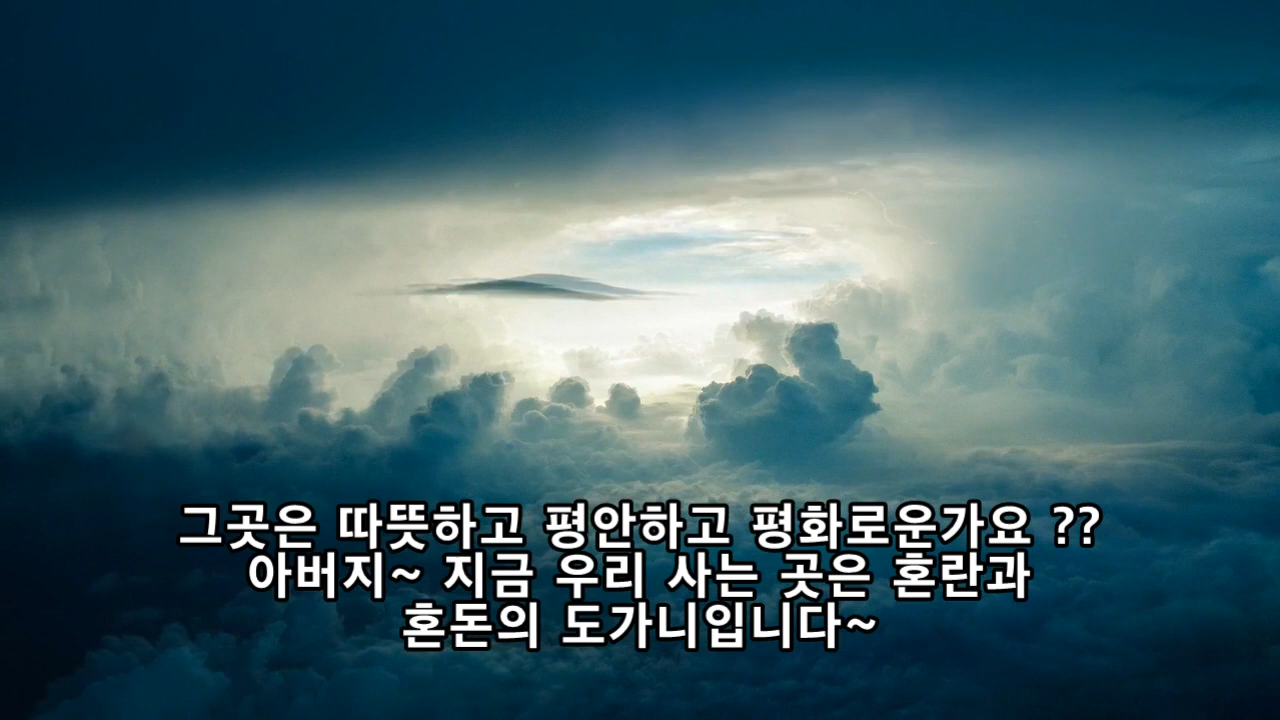 그곳은 따뜻하고 평안하고 평화로운가요 ??
아버지~ 지금 우리 사는 곳은 혼란과
혼돈의 도가니입니다~